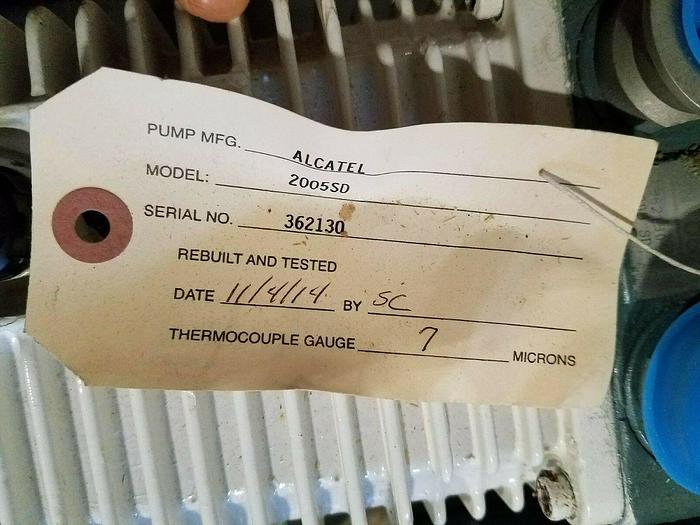 PUMP MFG. ALCATEL
MODEL: 2005SD
SERIAL NO. 362130
REBUILT AND TESTED
DATE 11/4/14 BY SC
THERMOCOUPLE GAUGE 7 MICRONS